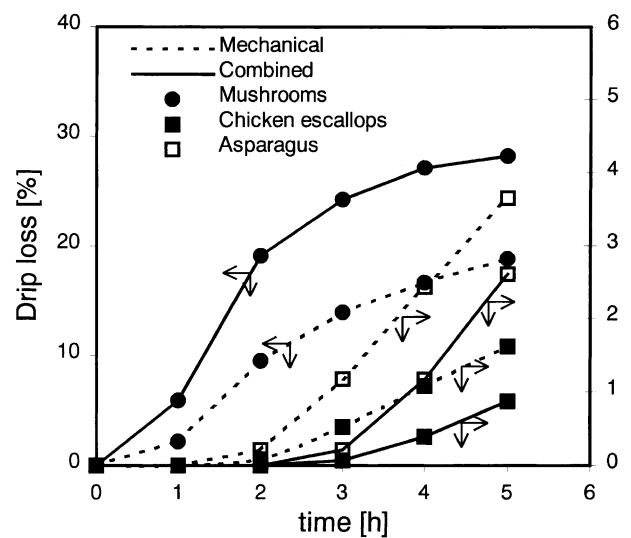 40
6
Mechanical
Combined
Mushrooms
Chicken escallops
Asparagus
5
30
4
20
3
2
10
1
0
0
Drip loss [%]
0 1 2 3 4 5 6
time [h]